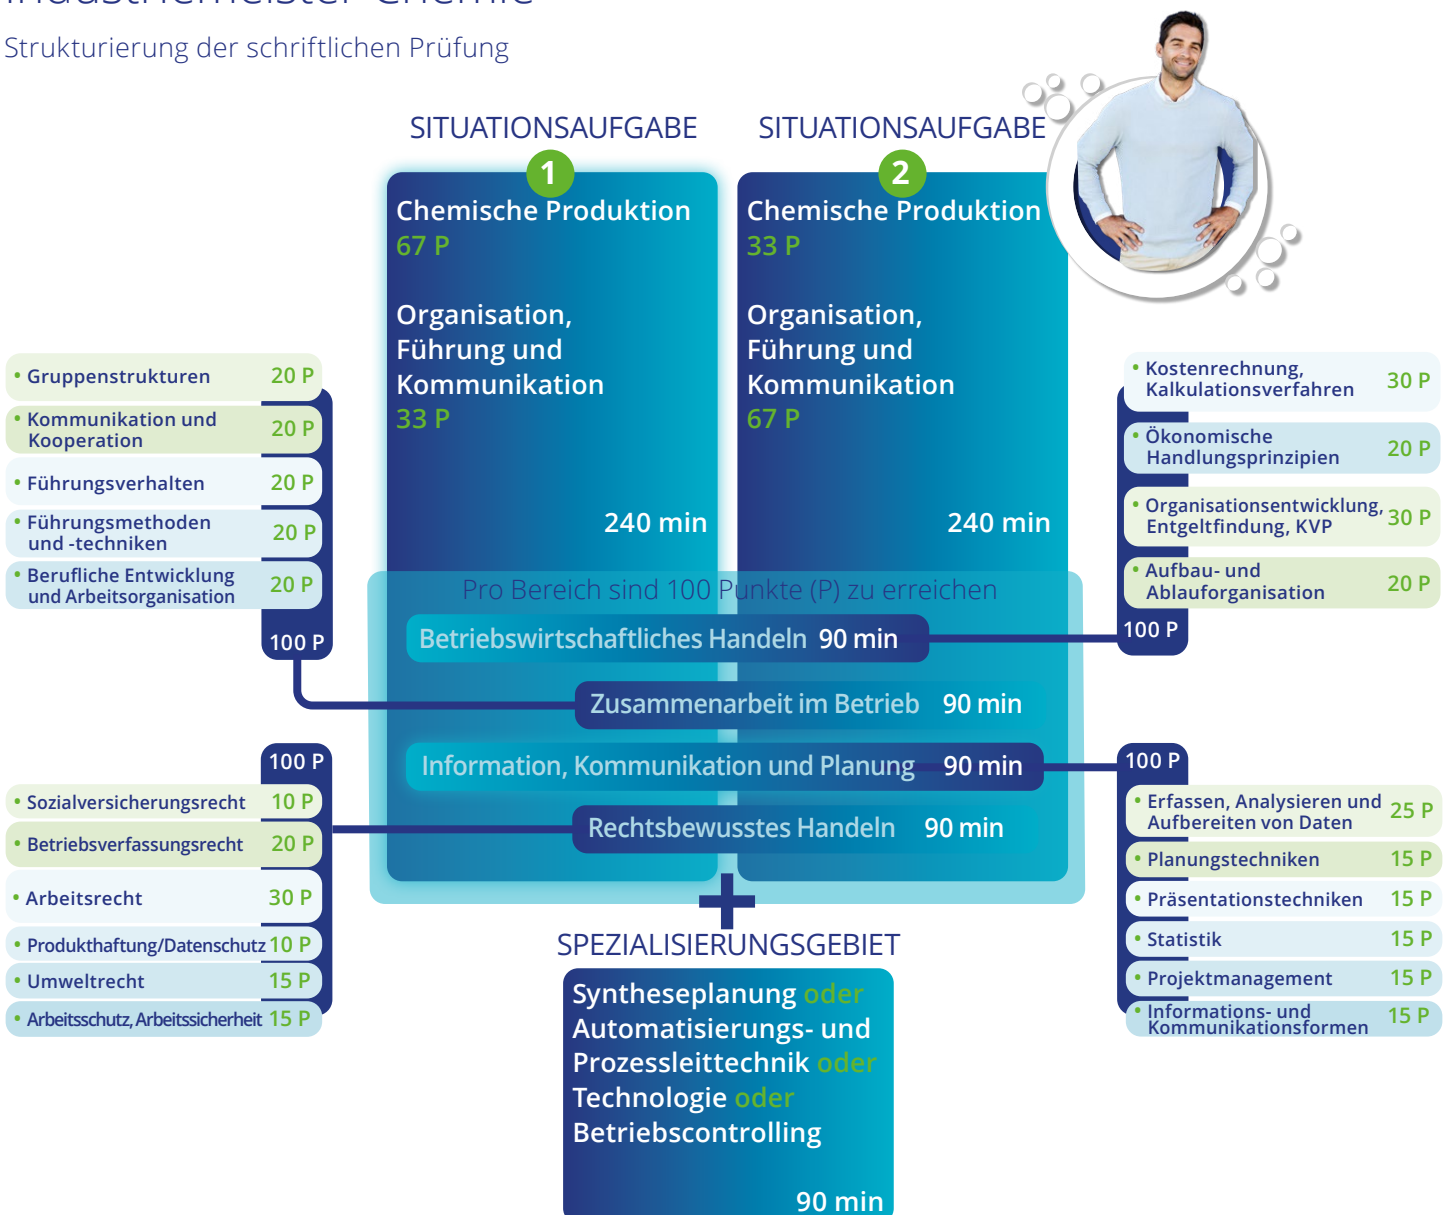 Industriemeister Chemie
Strukturierung der schriftlichen Prüfung
SITUATIONSAUFGABE
1
Chemische Produktion
67 P
Organisation,
Führung und
Kommunikation
33 P
240 min
SITUATIONSAUFGABE
2
Chemische Produktion
33 P
Organisation,
Führung und
Kommunikation
67 P
240 min
• Gruppenstrukturen 20 P
• Kommunikation und
Kooperation 20 P
• Führungsverhalten 20 P
• Führungsmethoden
und -techniken 20 P
• Berufliche Entwicklung
und Arbeitsorganisation 20 P
100 P
• Kostenrechnung,
Kalkulationsverfahren 30 P
• Ökonomische
Handlungsprinzipien 20 P
• Organisationsentwicklung,
Entgeltfindung, KVP 30 P
• Aufbau- und
Ablauforganisation 20 P
100 P
Pro Bereich sind 100 Punkte (P) zu erreichen
Betriebswirtschaftliches Handeln 90 min
Zusammenarbeit im Betrieb 90 min
Information, Kommunikation und Planung 90 min
Rechtsbewusstes Handeln 90 min
100 P
• Sozialversicherungsrecht 10 P
• Betriebsverfassungsrecht 20 P
• Arbeitsrecht 30 P
• Produkthaftung/Datenschutz 10 P
• Umweltrecht 15 P
• Arbeitsschutz, Arbeitssicherheit 15 P
100 P
• Erfassen, Analysieren und
Aufbereiten von Daten 25 P
• Planungstechniken 15 P
• Präsentationstechniken 15 P
• Statistik 15 P
• Projektmanagement 15 P
• Informations- und
Kommunikationsformen 15 P
SPEZIALISIERUNGSGEBIET
Syntheseplanung oder
Automatisierungs- und
Prozessleittechnik oder
Technologie oder
Betriebscontrolling
90 min